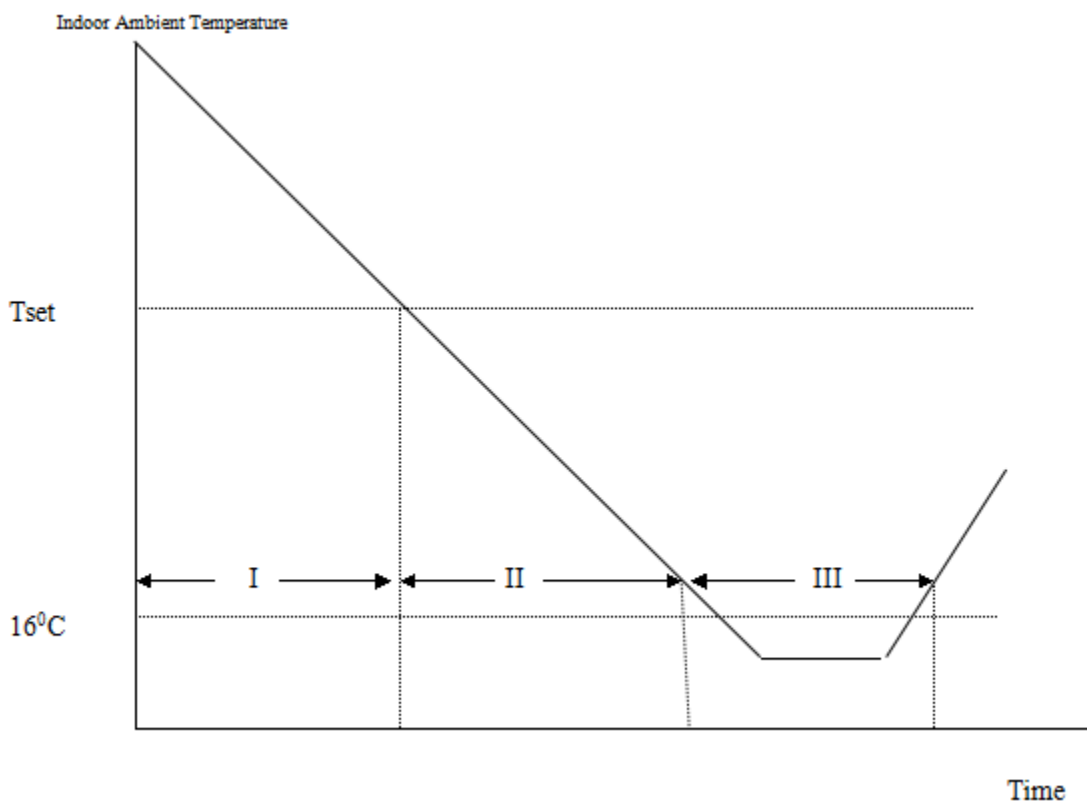 Indoor Ambient Temperature
Tset
I
II
III
16⁰C
Time